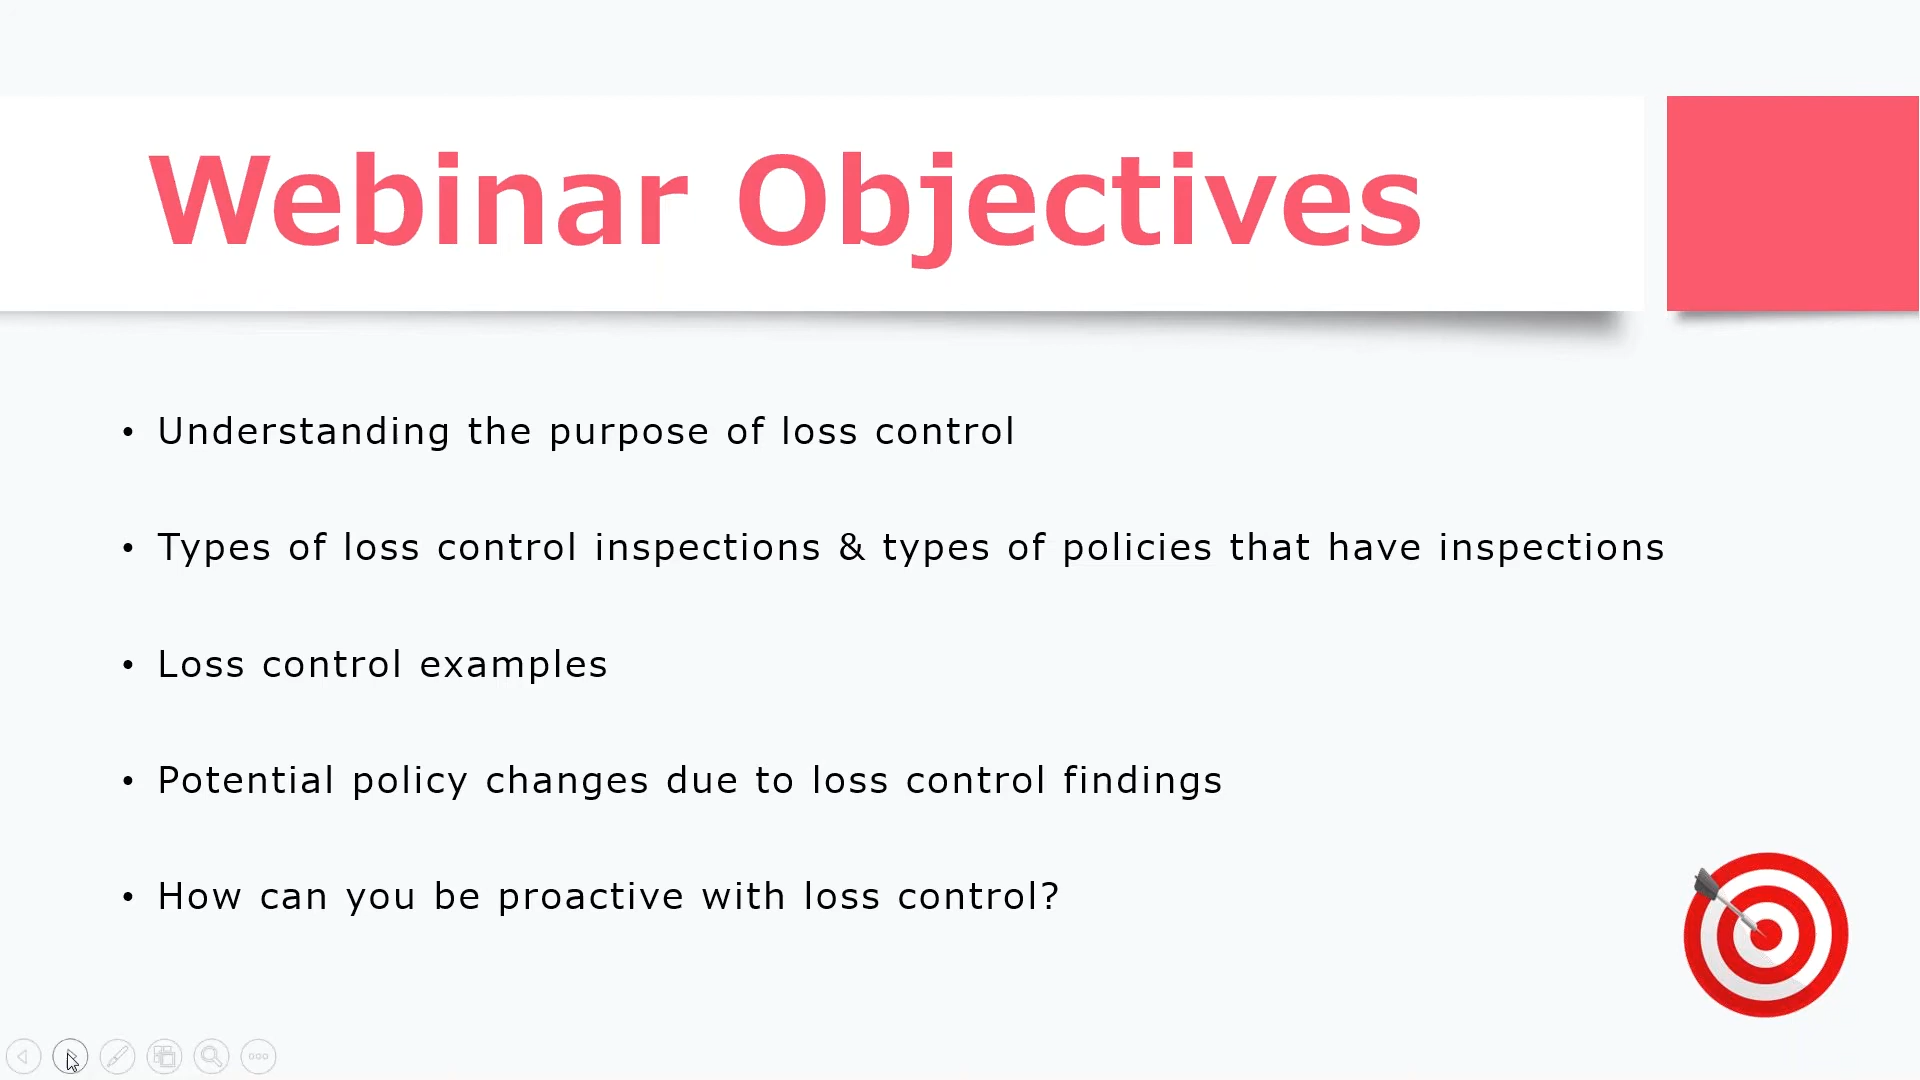 Webinar Objectives
• Understanding the purpose of loss control
• Types of loss control inspections & types of policies that have inspections
• Loss control examples
• Potential policy changes due to loss control findings
• How can you be proactive with loss control?